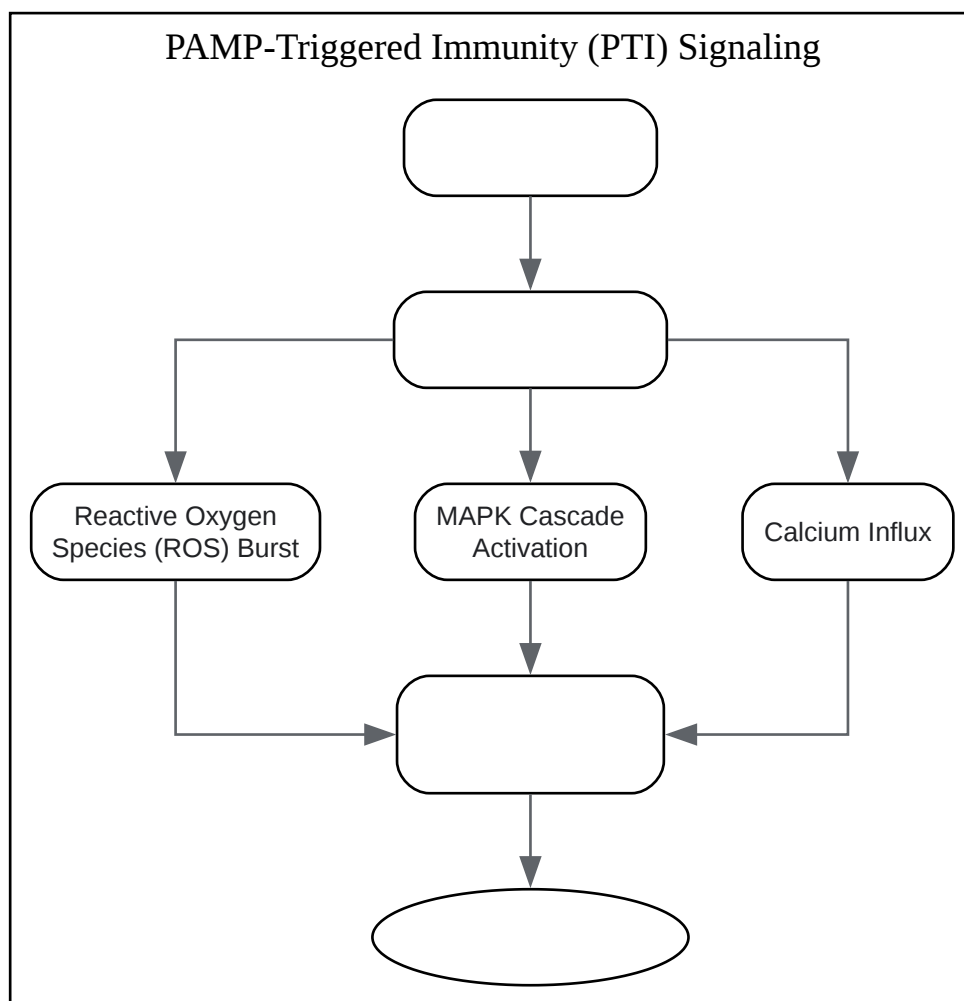 PAMP-Triggered Immunity (PTI) Signaling
Reactive Oxygen
Species (ROS) Burst
MAPK Cascade
Activation
Calcium Influx